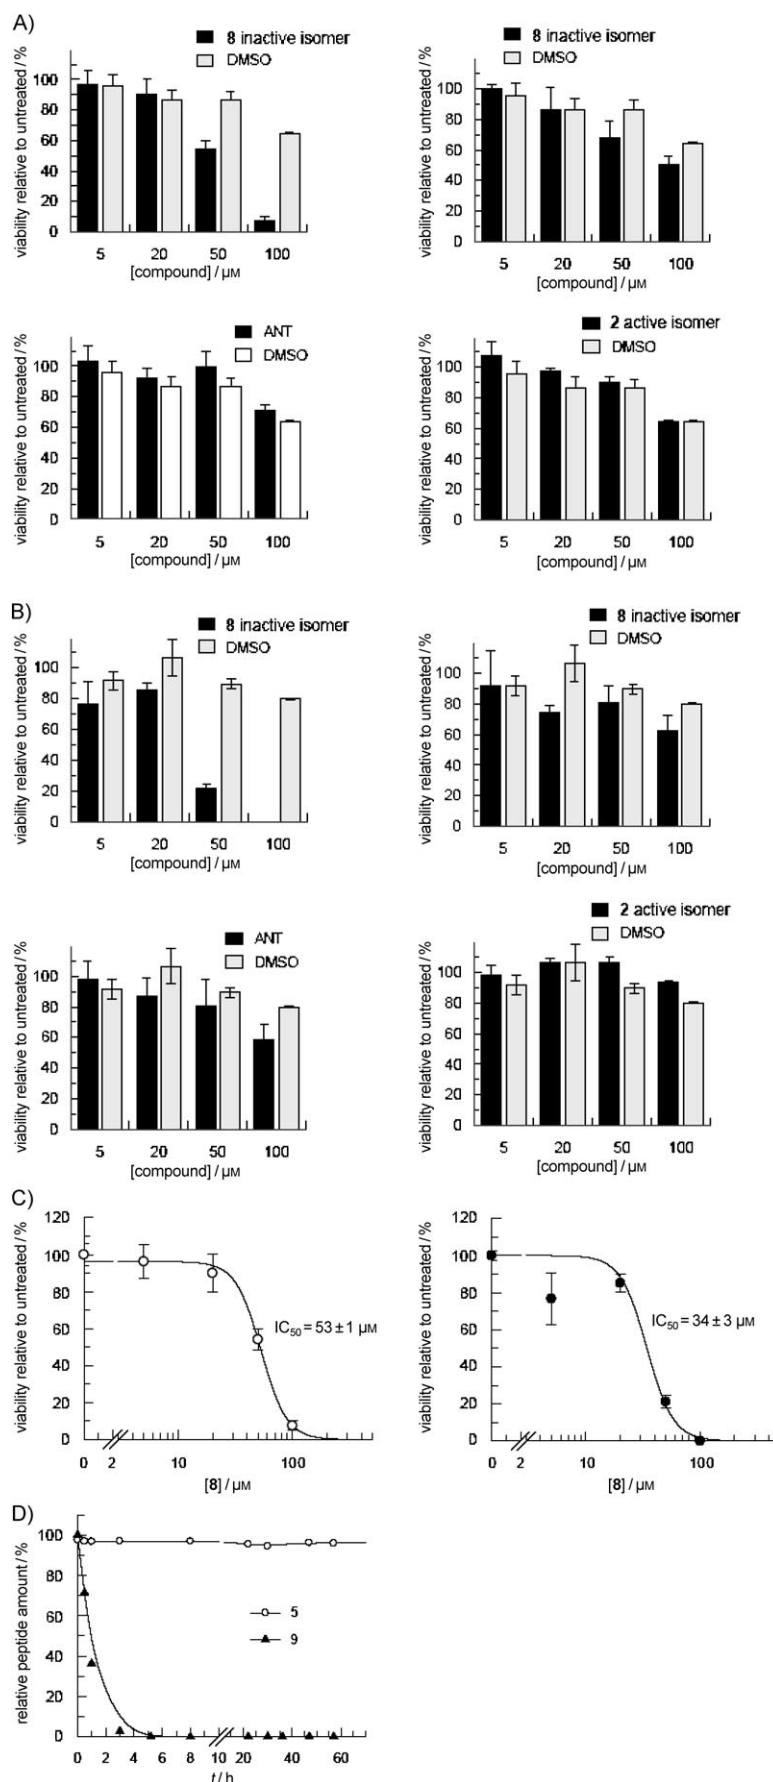 A)
8 inactive isomer
DMSO
viability relative to untreated / %
100
80
60
40
20
0
5 20 50 100
[compound] / µM
8 inactive isomer
DMSO
viability relative to untreated / %
100
80
60
40
20
0
5 20 50 100
[compound] / µM
ANT
DMSO
viability relative to untreated / %
100
80
60
40
20
0
5 20 50 100
[compound] / µM
2 active isomer
DMSO
viability relative to untreated / %
100
80
60
40
20
0
5 20 50 100
[compound] / µM
B)
8 inactive isomer
DMSO
viability relative to untreated / %
100
80
60
40
20
0
5 20 50 100
[compound] / µM
8 inactive isomer
DMSO
viability relative to untreated / %
100
80
60
40
20
0
5 20 50 100
[compound] / µM
ANT
DMSO
viability relative to untreated / %
100
80
60
40
20
0
5 20 50 100
[compound] / µM
2 active isomer
DMSO
viability relative to untreated / %
100
80
60
40
20
0
5 20 50 100
[compound] / µM
C)
viability relative to untreated / %
120
100
80
60
40
20
0
IC50 = 53 ± 1 µM
0 2 10 100
[8] / µM
viability relative to untreated / %
120
100
80
60
40
20
0
IC50 = 34 ± 3 µM
0 2 10 100
[8] / µM
D)
relative peptide amount / %
100
80
60
40
20
0
5
9
0 2 4 6 8 10 20 40 60
t / h